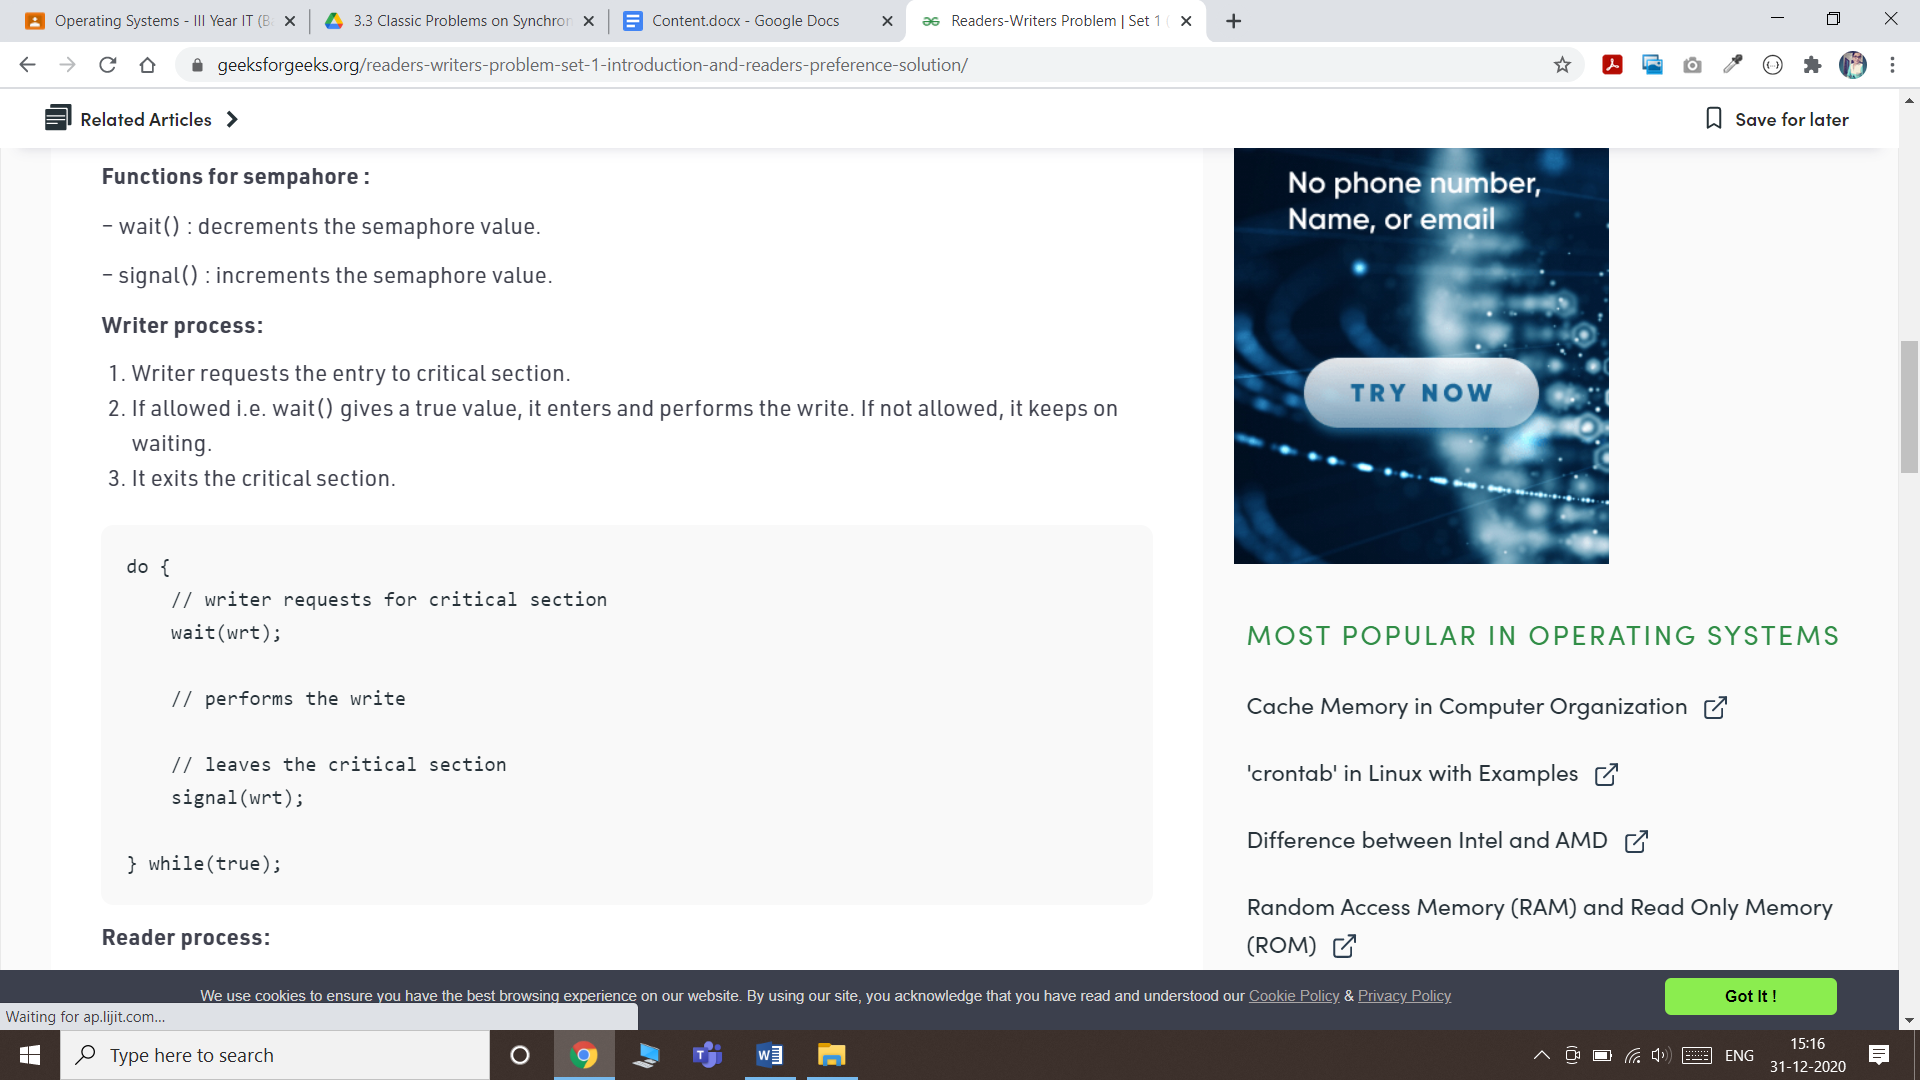 Operating Systems - III Year IT (B
3.3 Classic Problems on Synchron
Content.docx - Google Docs
Readers-Writers Problem | Set 1 (
geeksforgeeks.org/readers-writers-problem-set-1-introduction-and-readers-preference-solution/
Related Articles
Save for later
Functions for sempahore :
– wait() : decrements the semaphore value.
– signal() : increments the semaphore value.
Writer process:
1. Writer requests the entry to critical section.
2. If allowed i.e. wait() gives a true value, it enters and performs the write. If not allowed, it keeps on
waiting.
3. It exits the critical section.
do {
// writer requests for critical section
wait(wrt);
// performs the write
// leaves the critical section
signal(wrt);
} while(true);
Reader process:
No phone number,
Name, or email
TRY NOW
MOST POPULAR IN OPERATING SYSTEMS
Cache Memory in Computer Organization
'crontab' in Linux with Examples
Difference between Intel and AMD
Random Access Memory (RAM) and Read Only Memory
(ROM)
We use cookies to ensure you have the best browsing experience on our website. By using our site, you acknowledge that you have read and understood our Cookie Policy & Privacy Policy
Got It !
Waiting for ap.lijit.com...
Type here to search
ENG
15:16
31-12-2020